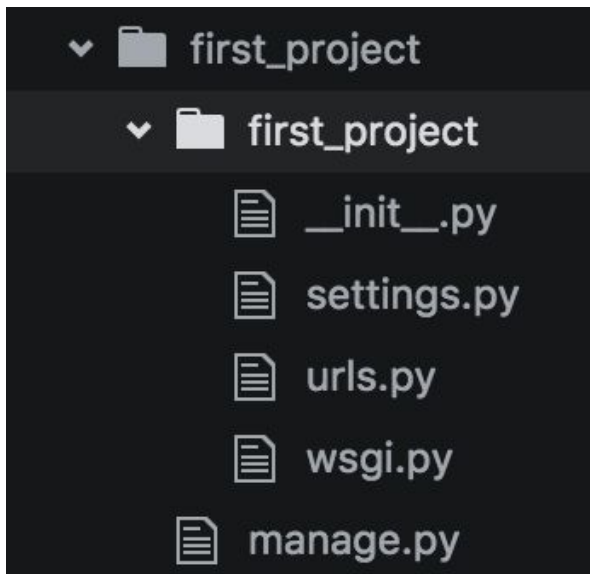 first_project
first_project
__init__.py
settings.py
urls.py
wsgi.py
manage.py